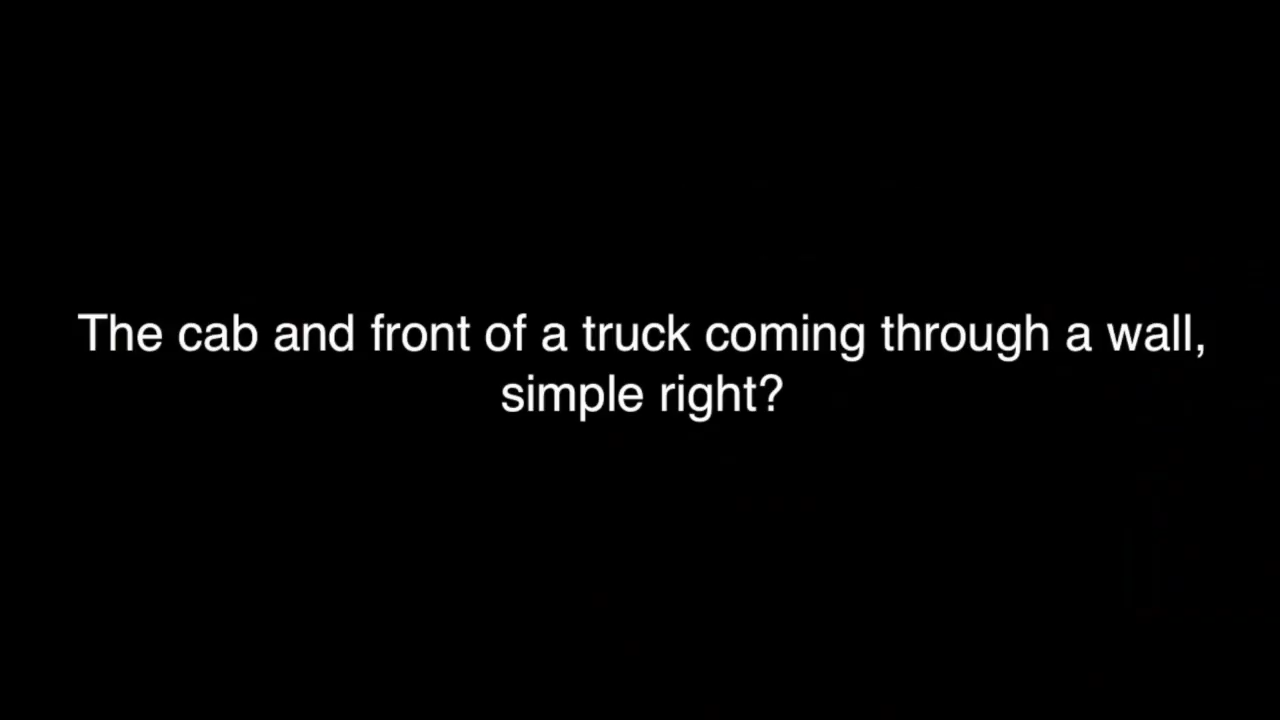 The cab and front of a truck coming through a wall,
simple right?